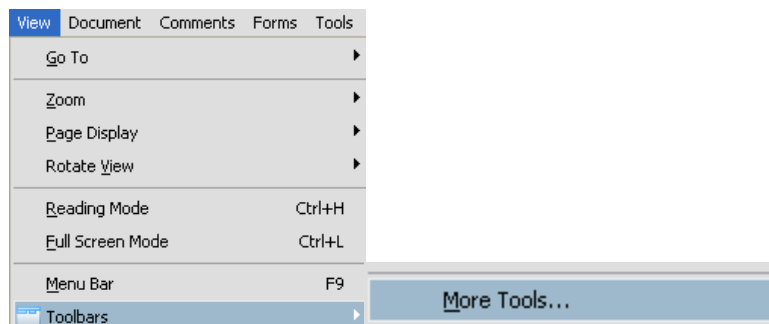 View Document Comments Forms Tools
Go To
Zoom
Page Display
Rotate View
Reading Mode Ctrl+H
Full Screen Mode Ctrl+L
Menu Bar F9
Toolbars
More Tools...